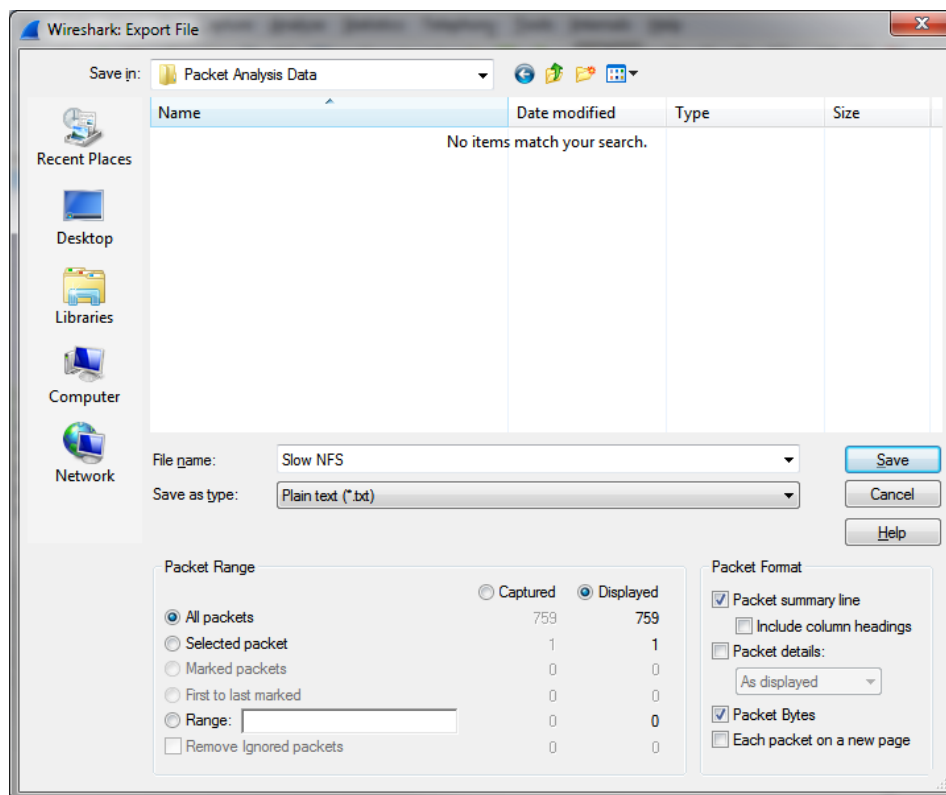 Wireshark: Export File
Save in: Packet Analysis Data
Name Date modified Type Size
No items match your search.
Recent Places
Desktop
Libraries
Computer
Network
File name: Slow NFS Save
Save as type: Plain text (*.txt) Cancel
Help
Packet Range
Captured Displayed
All packets 759 759
Selected packet 1 1
Marked packets 0 0
First to last marked 0 0
Range: 0 0
Remove Ignored packets 0 0
Packet Format
Packet summary line
Include column headings
Packet details:
As displayed
Packet Bytes
Each packet on a new page